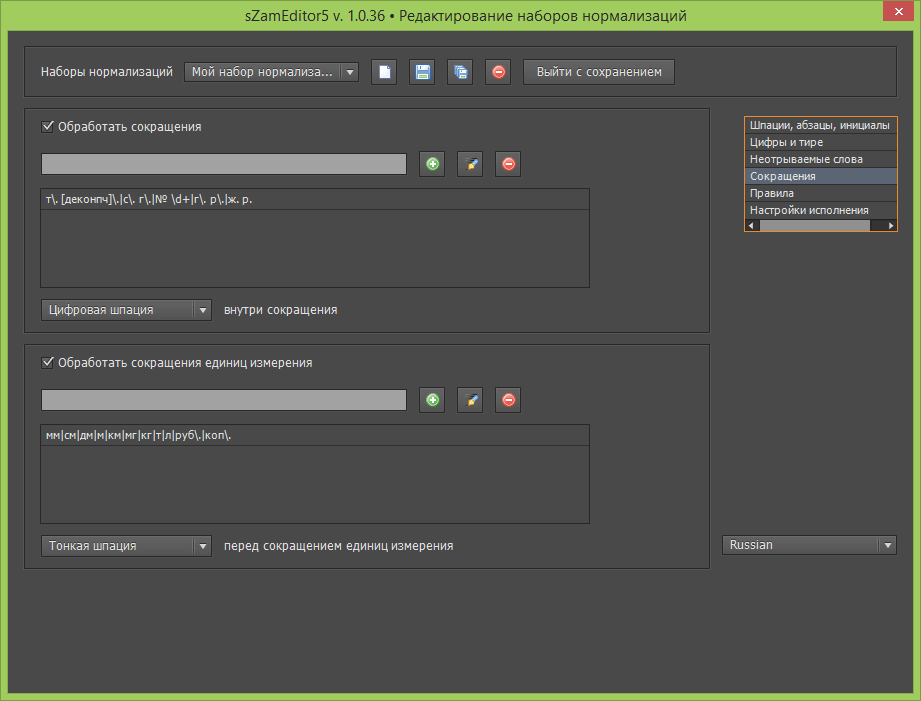 sZamEditor5 v. 1.0.36 • Редактирование наборов нормализаций
Наборы нормализаций Мой набор нормализа... Выйти с сохранением
Обработать сокращения
т\. [деконпч]\.|с\. г\.|№ \d+|г\. р\.|ж. р.
Цифровая шпация внутри сокращения
Обработать сокращения единиц измерения
мм|см|дм|м|км|мг|кг|т|л|руб\.|коп\.
Тонкая шпация перед сокращением единиц измерения
Шпации, абзацы, инициалы
Цифры и тире
Неотрываемые слова
Сокращения
Правила
Настройки исполнения
Russian